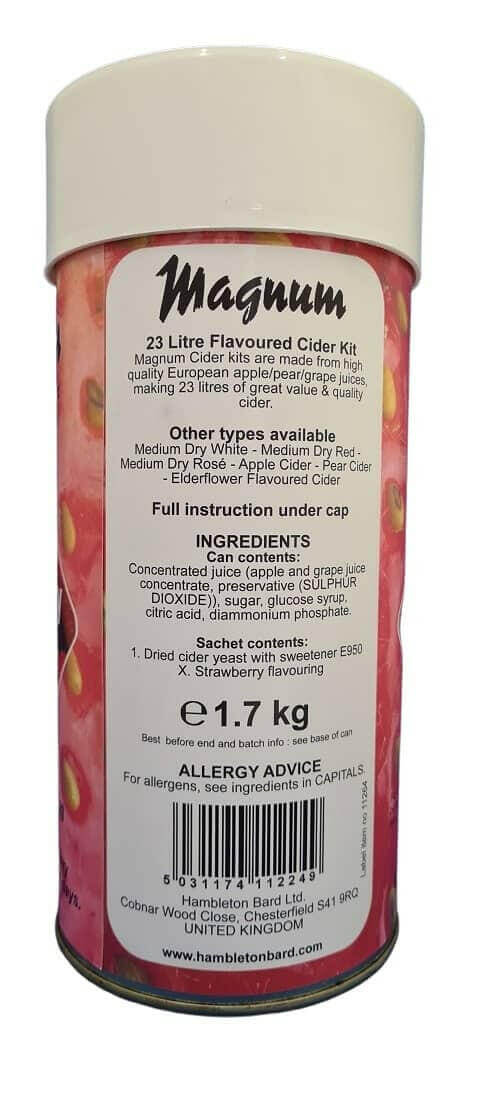 Magnum
23 Litre Flavoured Cider Kit
Magnum Cider kits are made from high
quality European apple/pear/grape juices,
making 23 litres of great value & quality
cider.
Other types available
Medium Dry White - Medium Dry Red -
Medium Dry Rosé - Apple Cider - Pear Cider
- Elderflower Flavoured Cider
Full instruction under cap
INGREDIENTS
Can contents:
Concentrated juice (apple and grape juice
concentrate, preservative (SULPHUR
DIOXIDE)), sugar, glucose syrup,
citric acid, diammonium phosphate.
Sachet contents:
1. Dried cider yeast with sweetener E950
X. Strawberry flavouring
℮1.7 kg
Best before end and batch info : see base of can
ALLERGY ADVICE
For allergens, see ingredients in CAPITALS.
Label item no 11264
5 031174 112249
Hambleton Bard Ltd.
Cobnar Wood Close, Chesterfield S41 9RQ
UNITED KINGDOM
www.hambletonbard.com